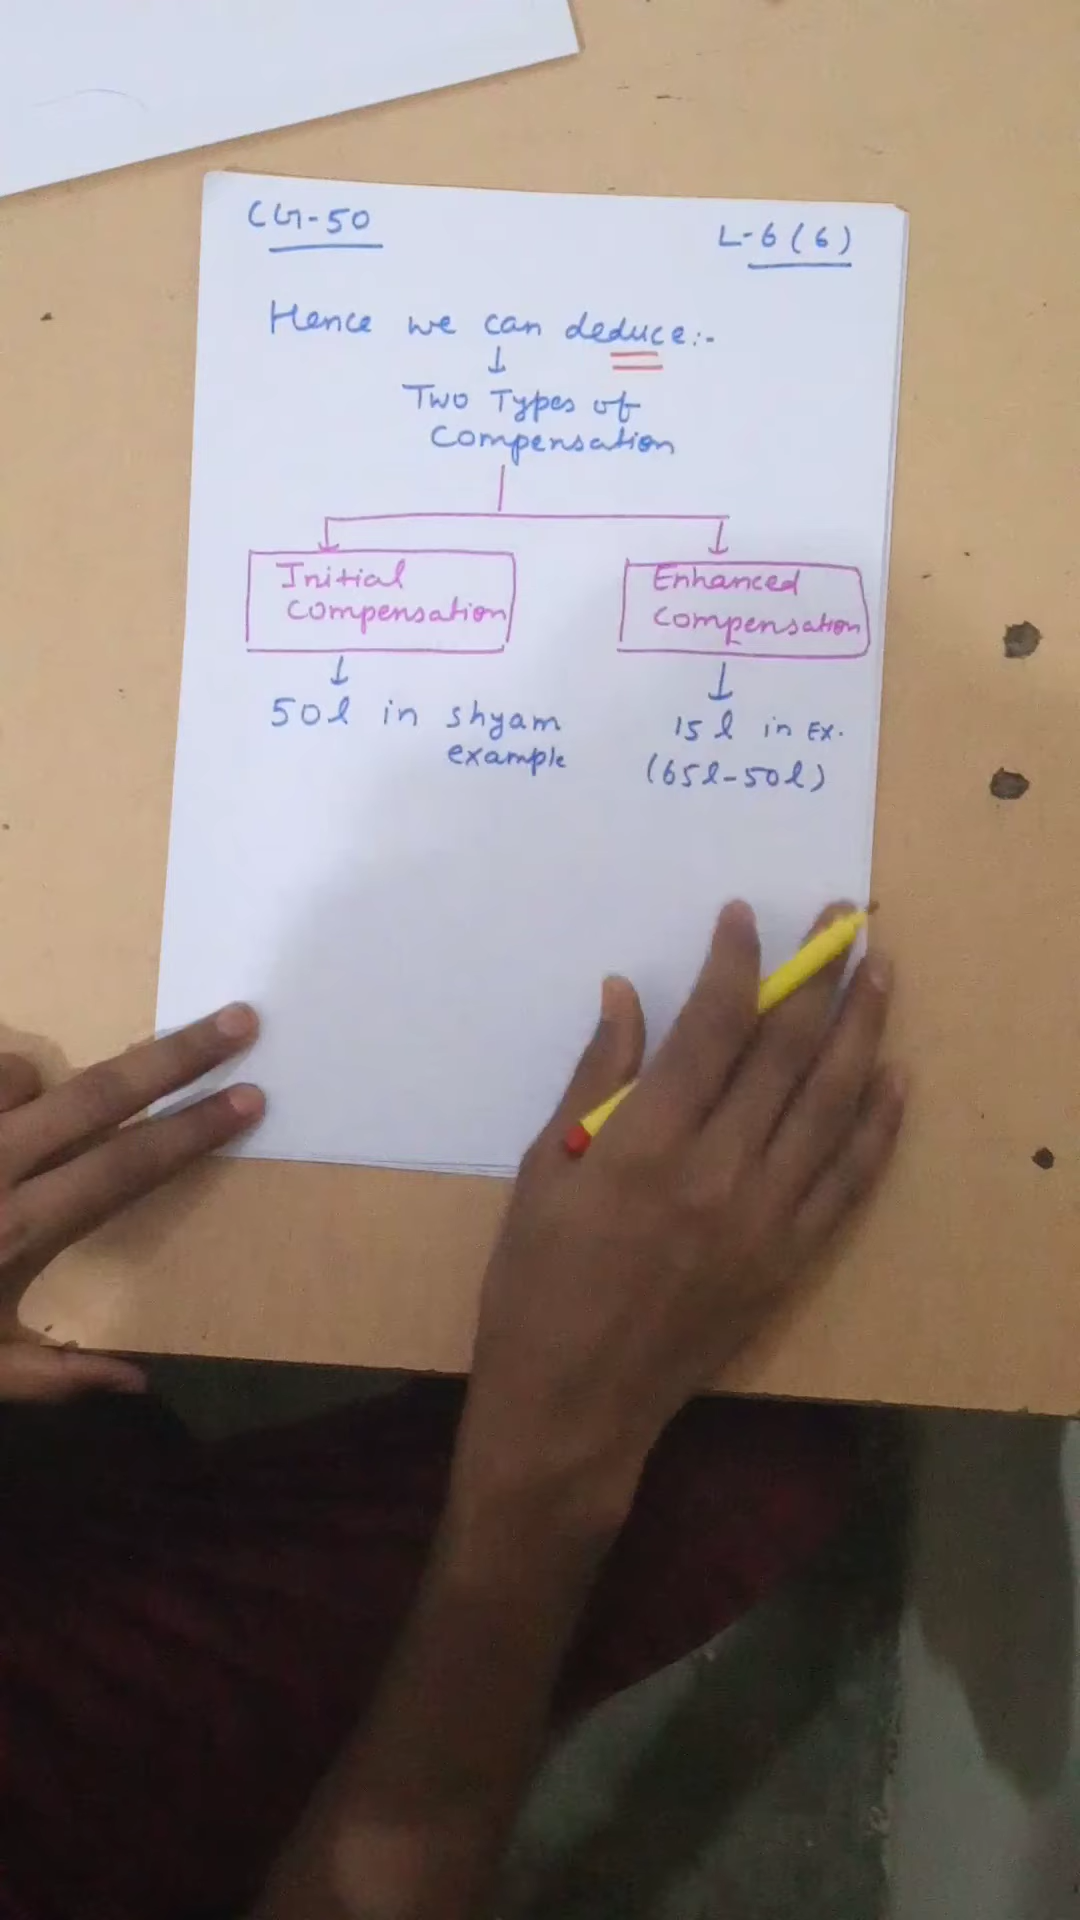 CG-50
L-6(6)
Hence we can deduce:-
↓
Two Types of
Compensation
Initial
Compensation
Enhanced
Compensation
↓
↓
50l in shyam
example
15l in Ex.
(65l-50l)